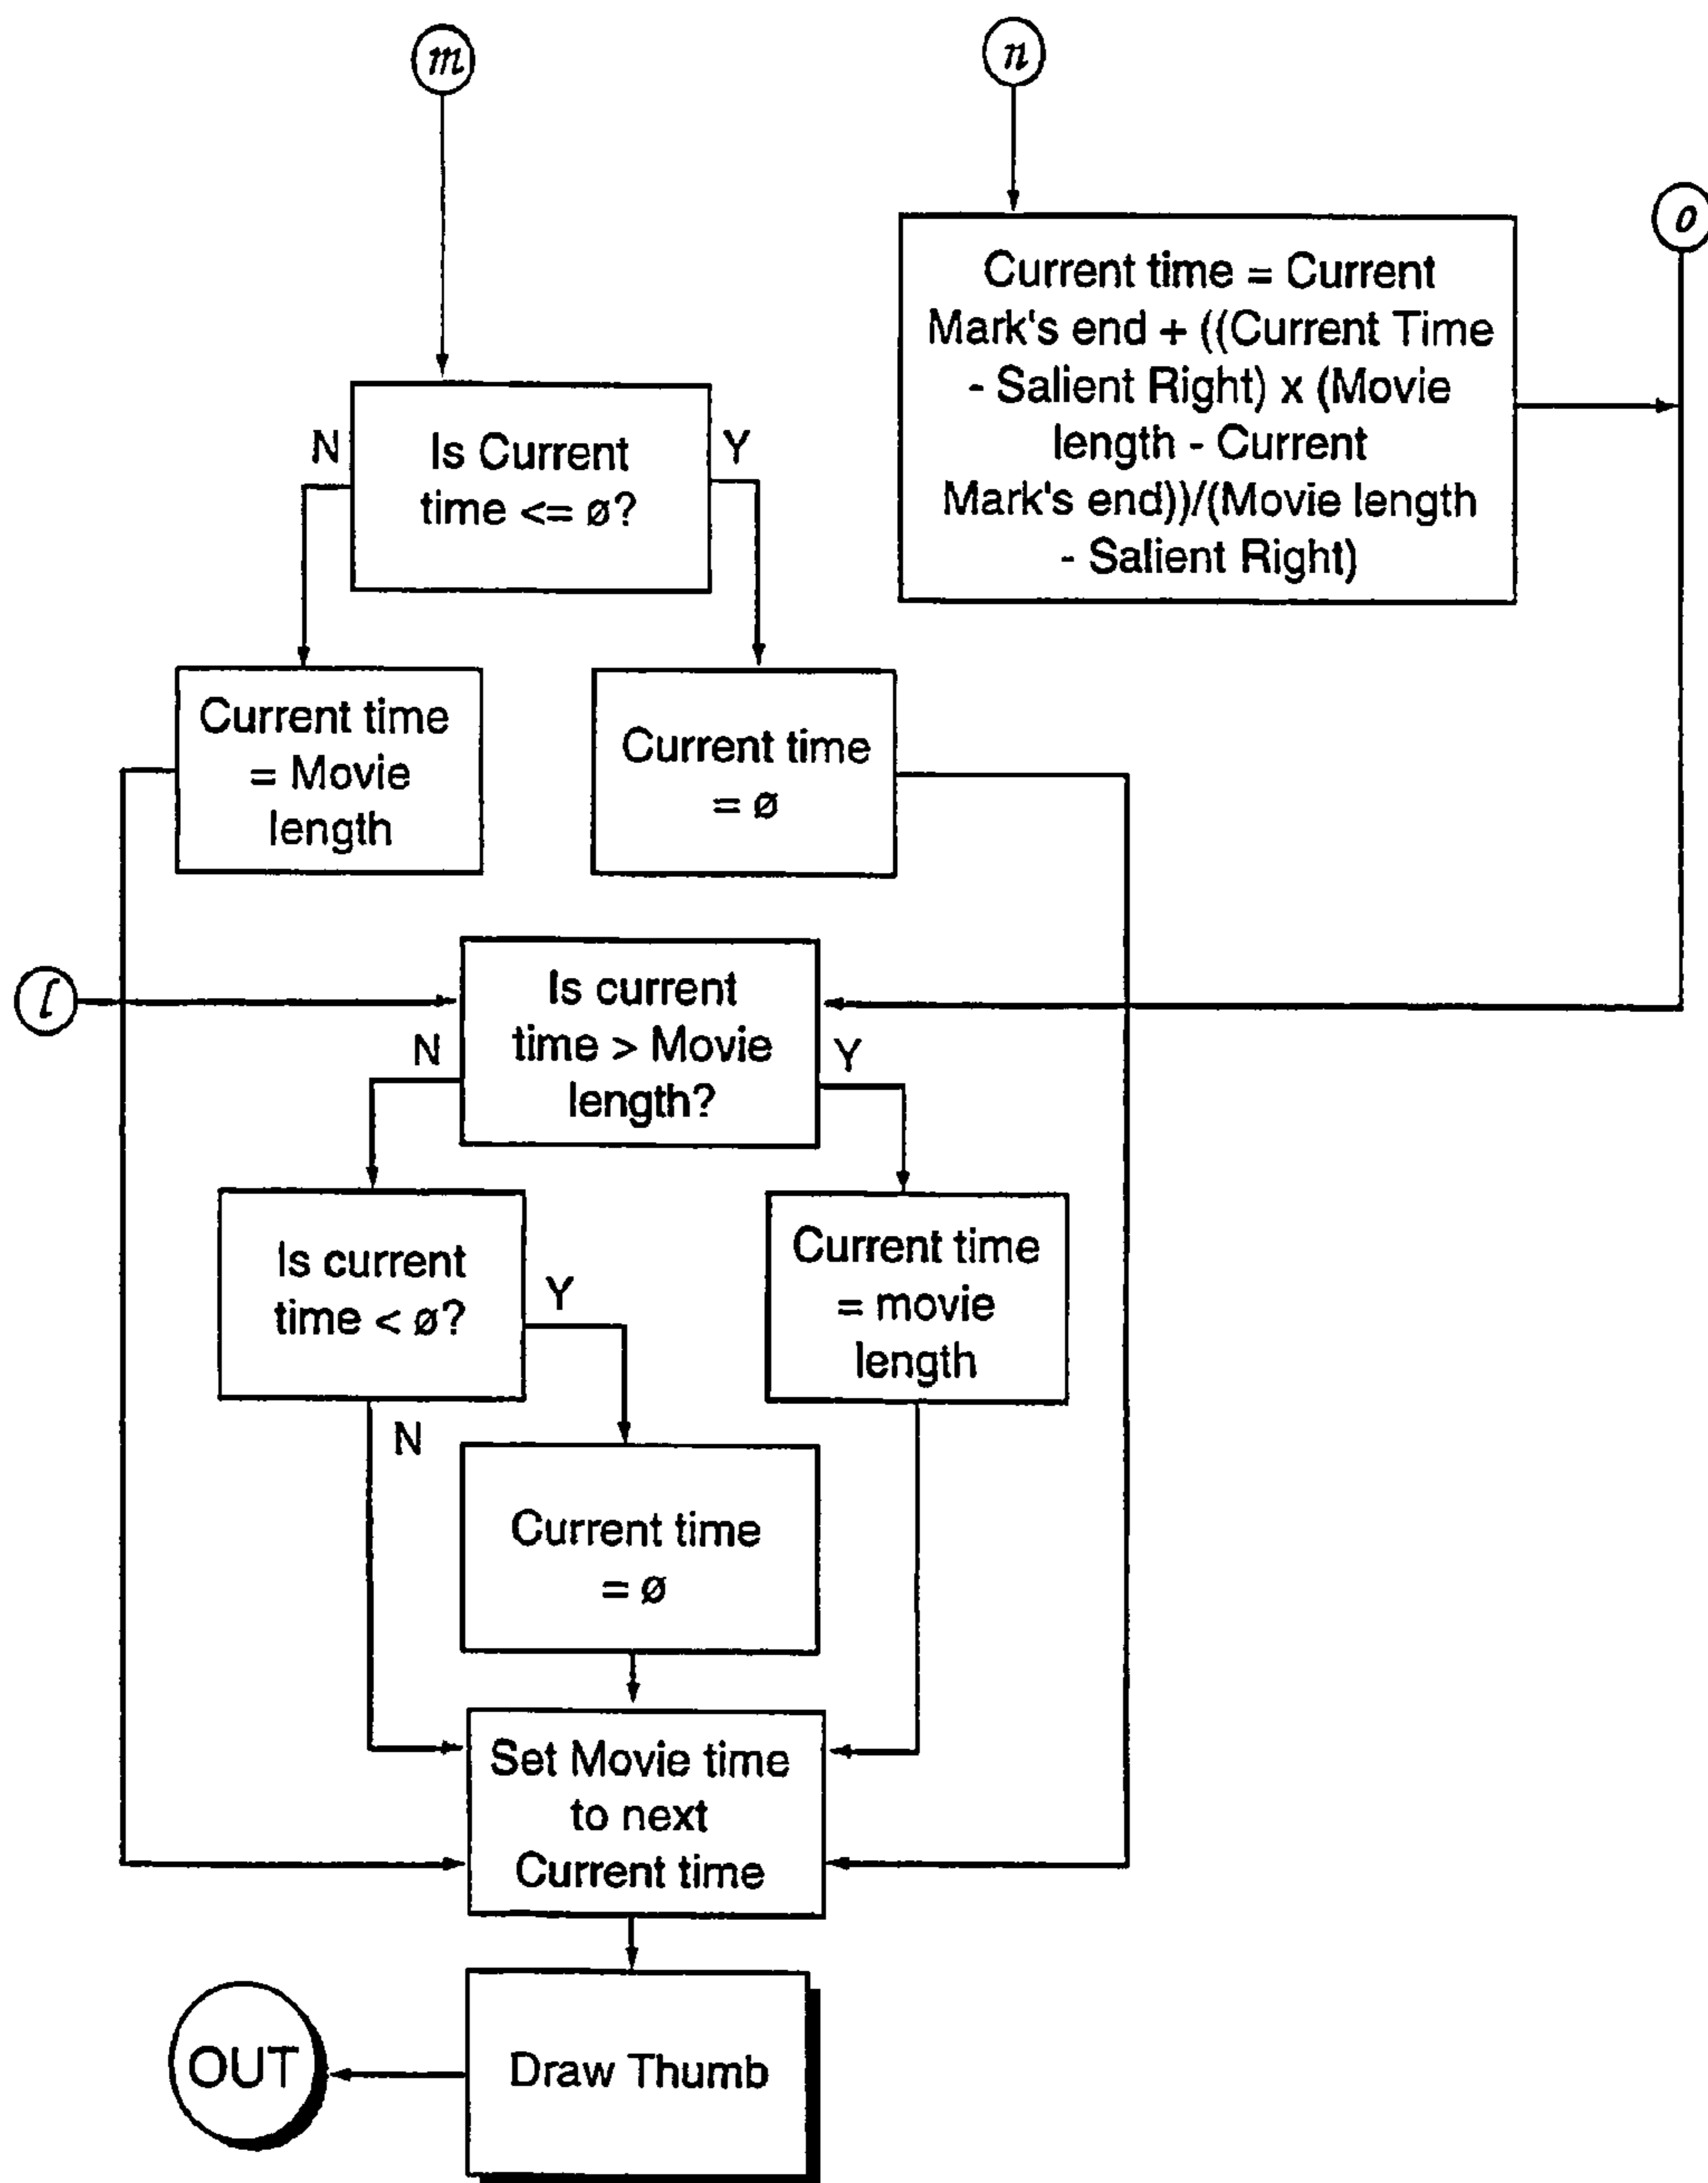 m
n
o
Current time = Current
Mark's end + ((Current Time
- Salient Right) x (Movie
length - Current
Mark's end))/(Movie length
- Salient Right)
Is Current
time <= ø?
N
Y
Current time
= Movie
length
Current time
= ø
l
Is current
time > Movie
length?
N
Y
Is current
time < ø?
Y
N
Current time
= movie
length
Current time
= ø
Set Movie time
to next
Current time
Draw Thumb
OUT